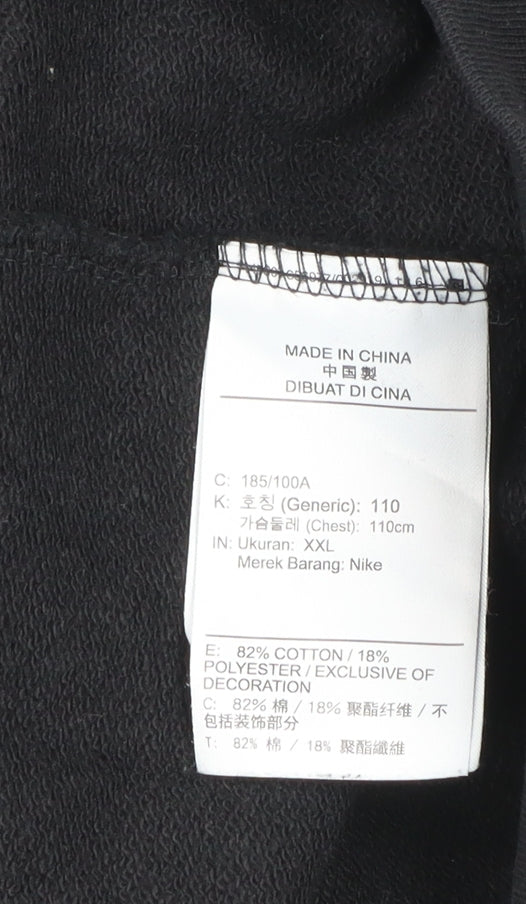 MADE IN CHINA
中国製
DIBUAT DI CINA
C: 185/100A
K: 호칭 (Generic): 110
가슴둘레 (Chest): 110cm
IN: Ukuran: XXL
Merek Barang: Nike
E: 82% COTTON / 18%
POLYESTER / EXCLUSIVE OF
DECORATION
C: 82% 棉 / 18% 聚酯纤维 / 不
包括装饰部分
T: 82% 棉 / 18% 聚酯纖維